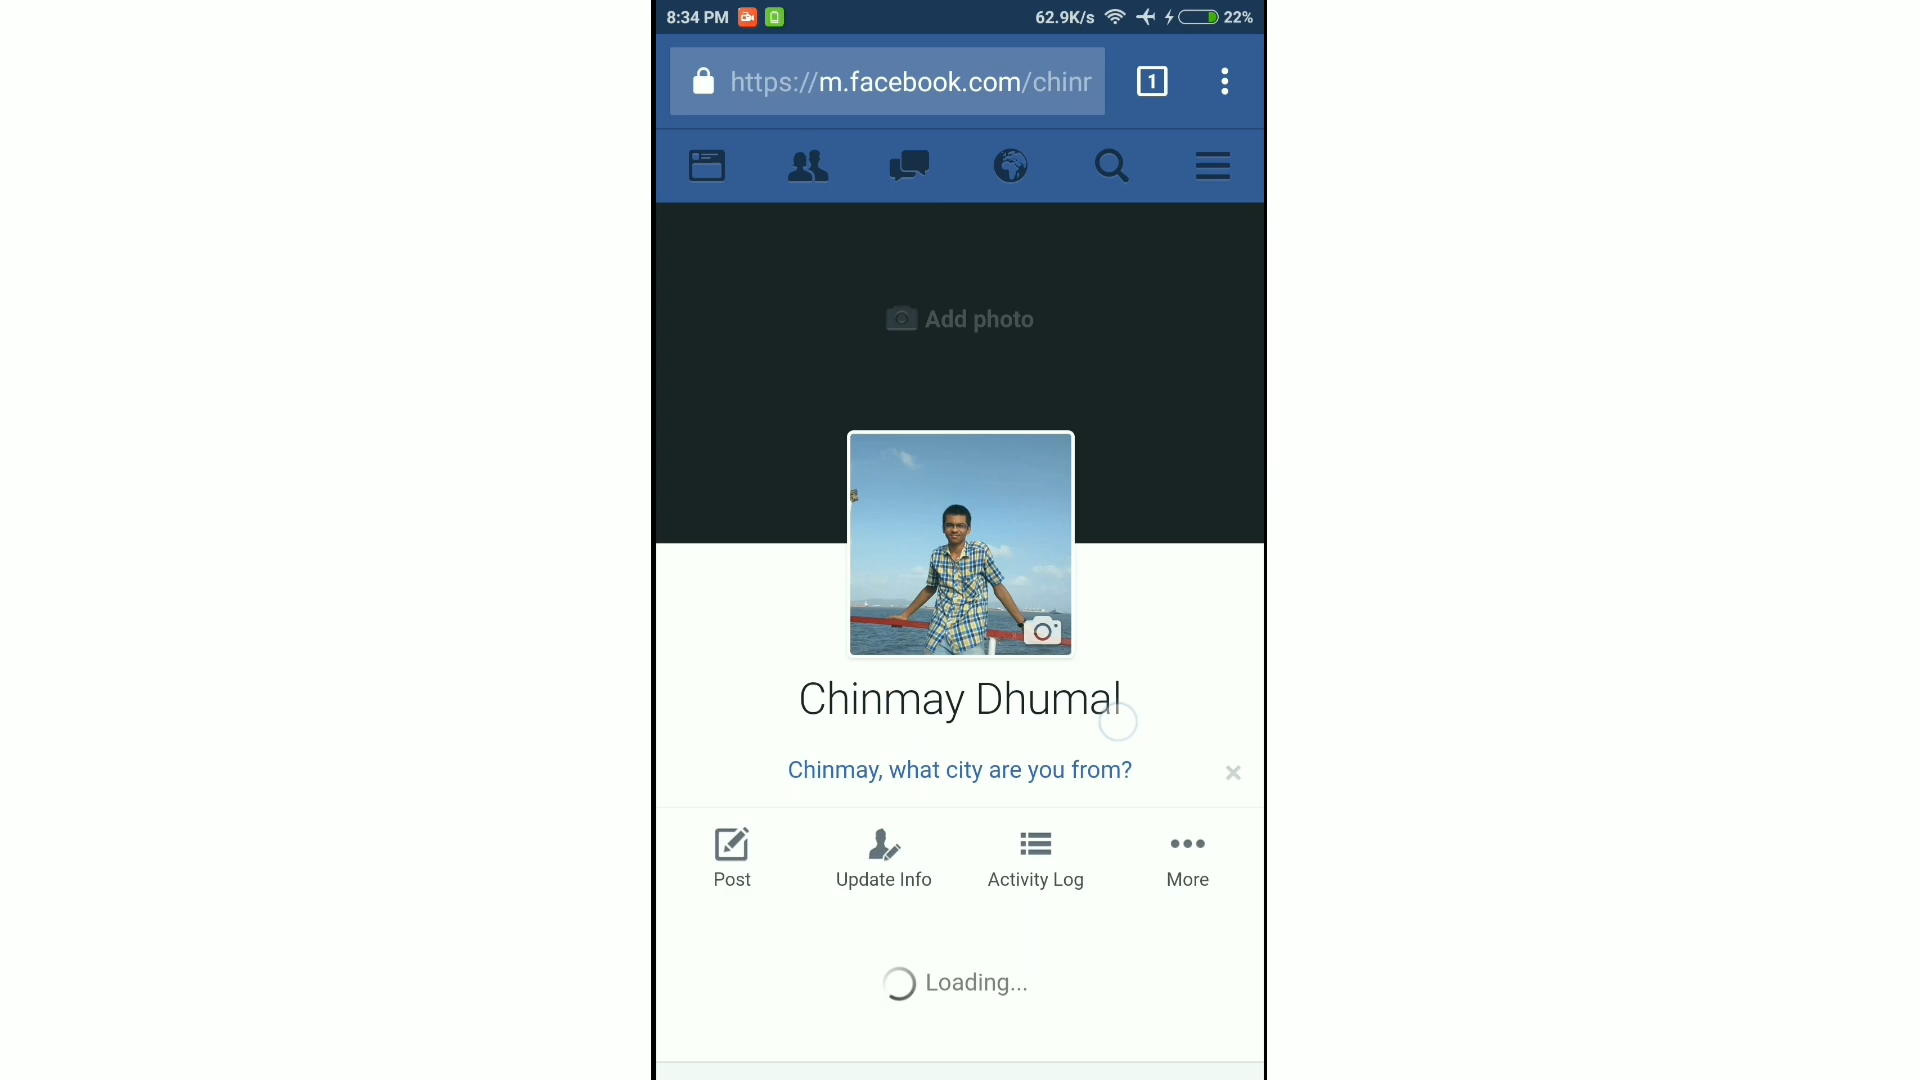 8:34 PM 62.9K/s 22%
https://m.facebook.com/chinr 1
Add photo
Chinmay Dhumal
Chinmay, what city are you from?
Post Update Info Activity Log More
Loading...